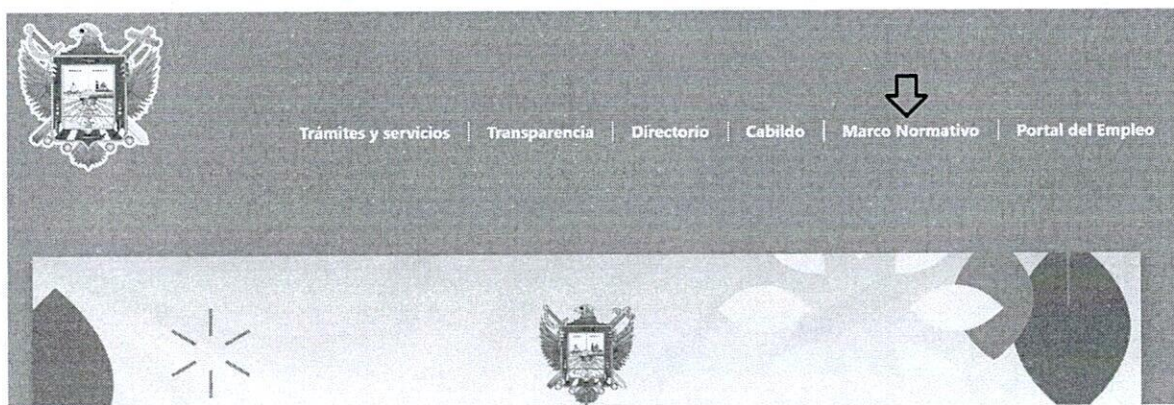 Trámites y servicios | Transparencia | Directorio | Cabildo | Marco Normativo | Portal del Empleo